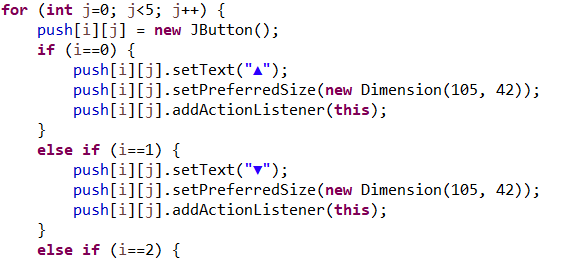 for (int j=0; j<5; j++) {
    push[i][j] = new JButton();
    if (i==0) {
        push[i][j].setText("▲");
        push[i][j].setPreferredSize(new Dimension(105, 42));
        push[i][j].addActionListener(this);
    }
    else if (i==1) {
        push[i][j].setText("▼");
        push[i][j].setPreferredSize(new Dimension(105, 42));
        push[i][j].addActionListener(this);
    }
    else if (i==2) {